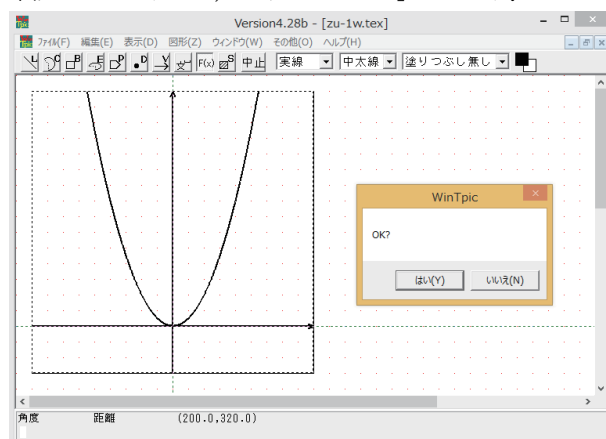 Version4.28b - [zu-1w.tex]
ファイル(F) 編集(E) 表示(D) 図形(Z) ウィンドウ(W) その他(O) ヘルプ(H)
L C B E P D Y F(x) S 中止 実線 中太線 塗りつぶし無し
WinTpic
OK?
はい(Y) いいえ(N)
角度 距離 (200.0,320.0)